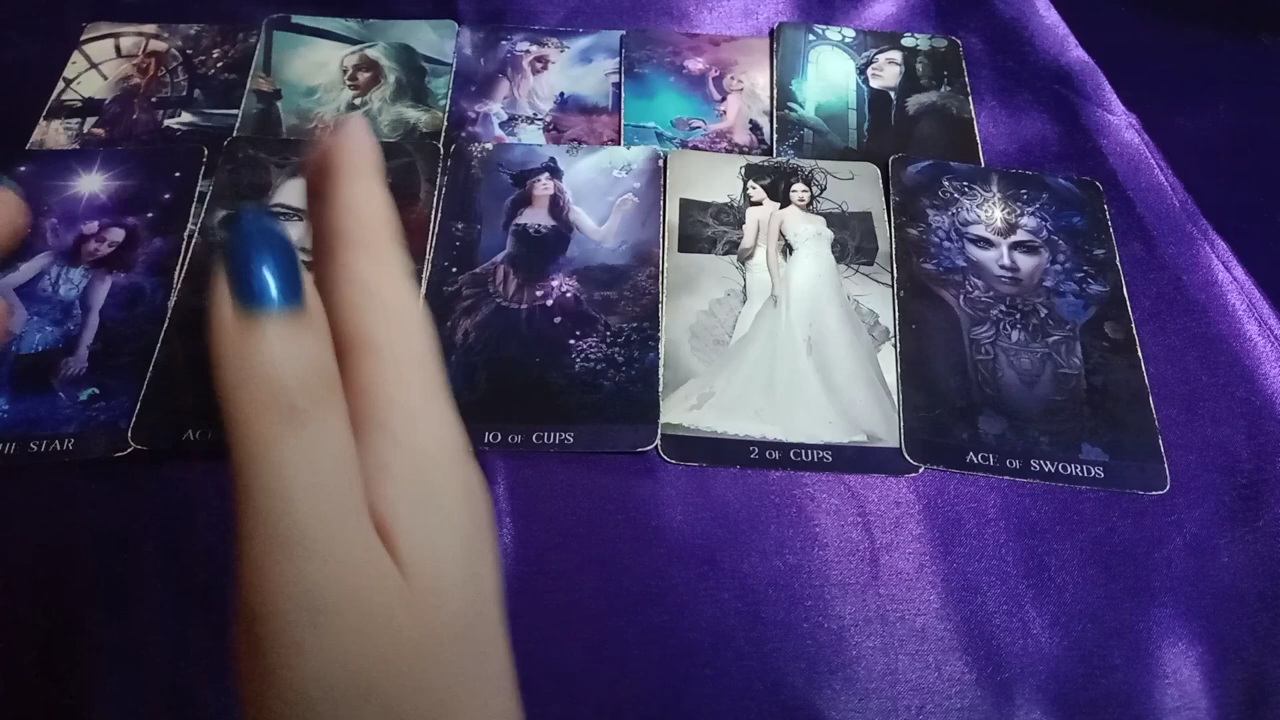 HE STAR
AC
10 OF CUPS
2 OF CUPS
ACE OF SWORDS